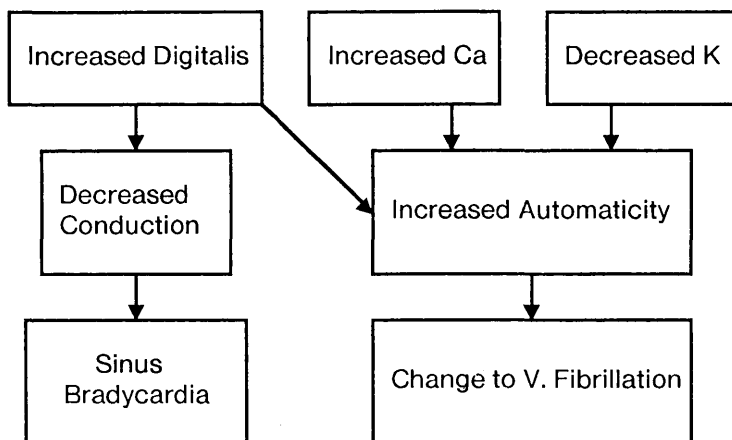 Increased Digitalis
Increased Ca
Decreased K
Decreased
Conduction
Increased Automaticity
Sinus
Bradycardia
Change to V. Fibrillation